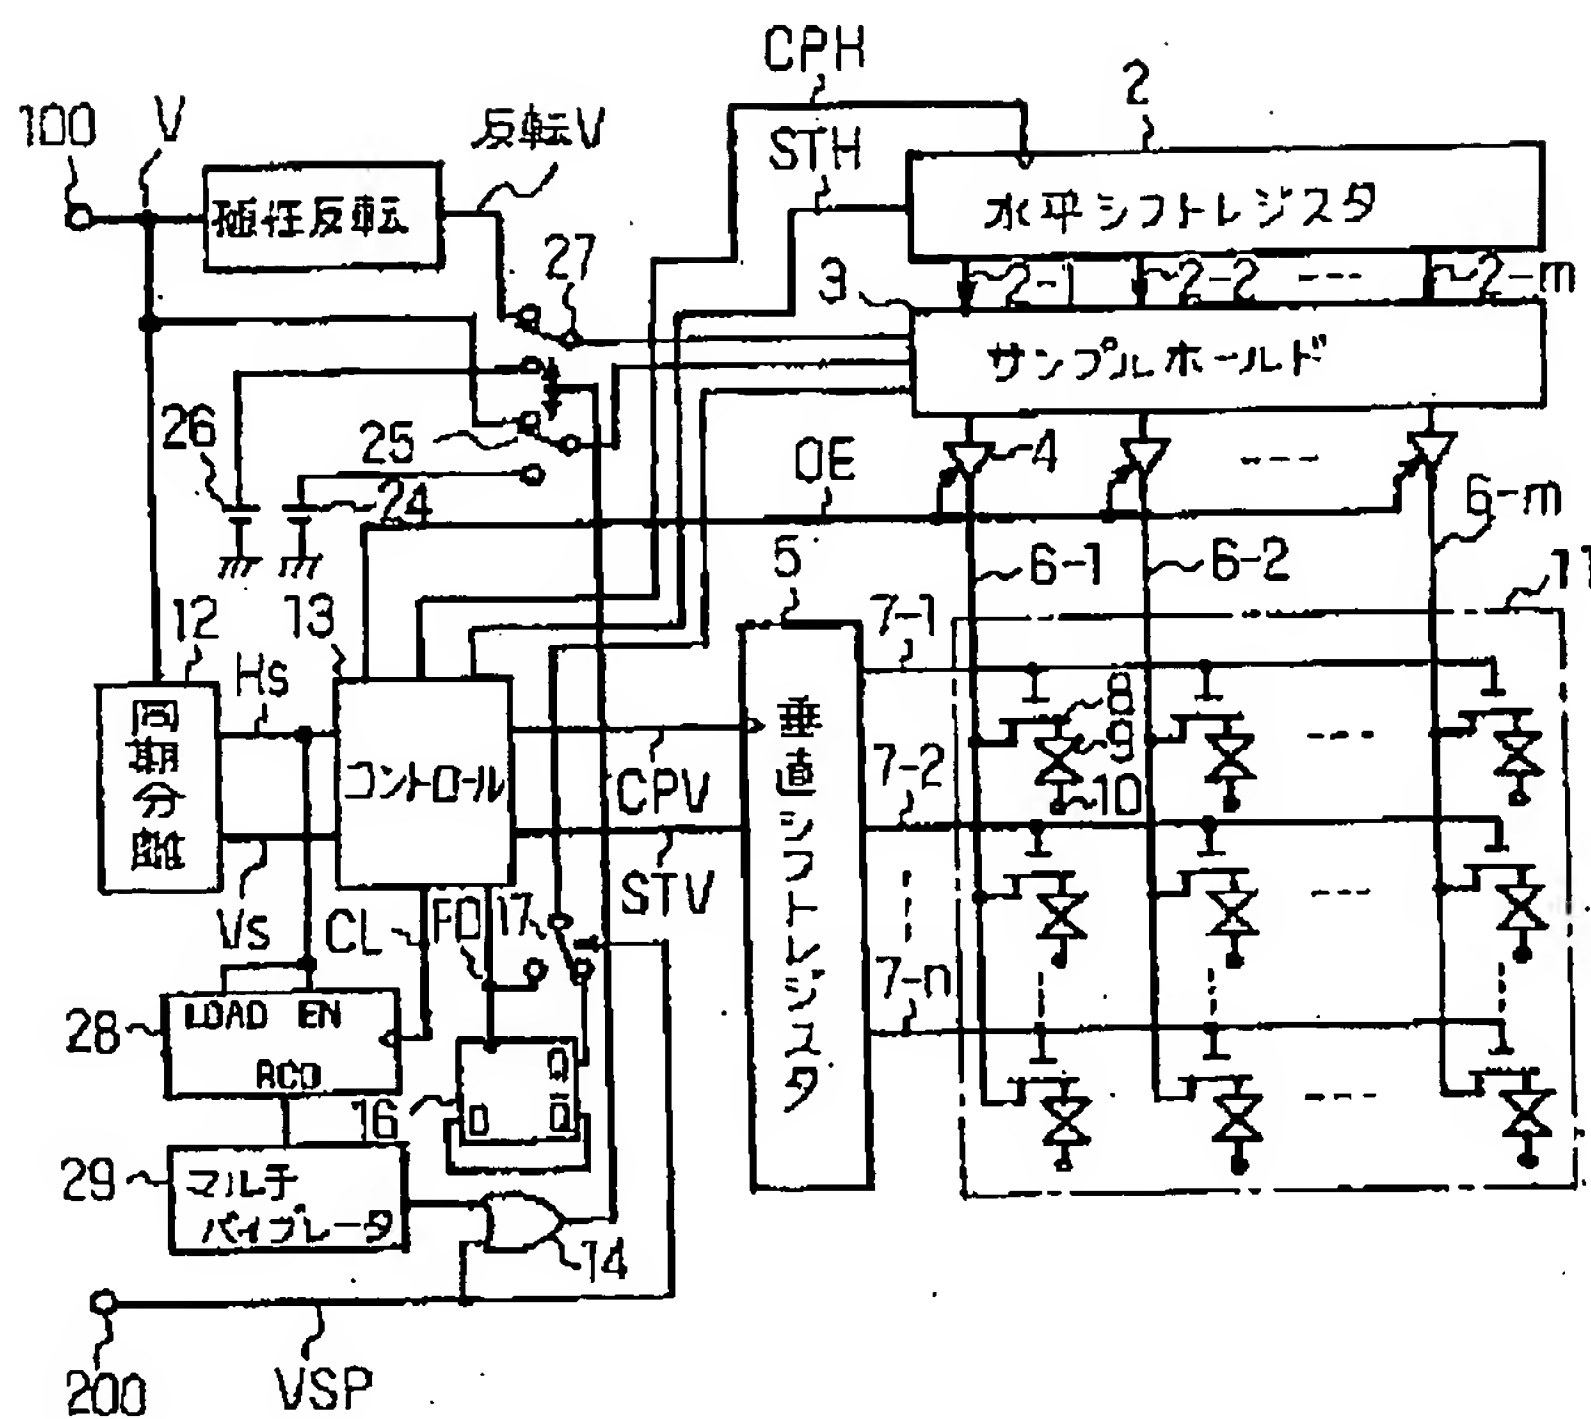 CPH
2
100
V
反転V
STH
極性反転
水平シフトレジスタ
27
3
2-1
2-2
2-m
サンプルホールド
26
25
24
OE
4
6-m
6-1
6-2
11
5
7-1
12
13
Hs
同期分離
コントロール
CPV
垂直シフトレジスタ
8
9
10
7-2
STV
Vs
CL
FD
17
7-n
28
LOAD EN
RCO
16
D
Q
Q̅
29
マルチ
バイブレータ
14
200
VSP